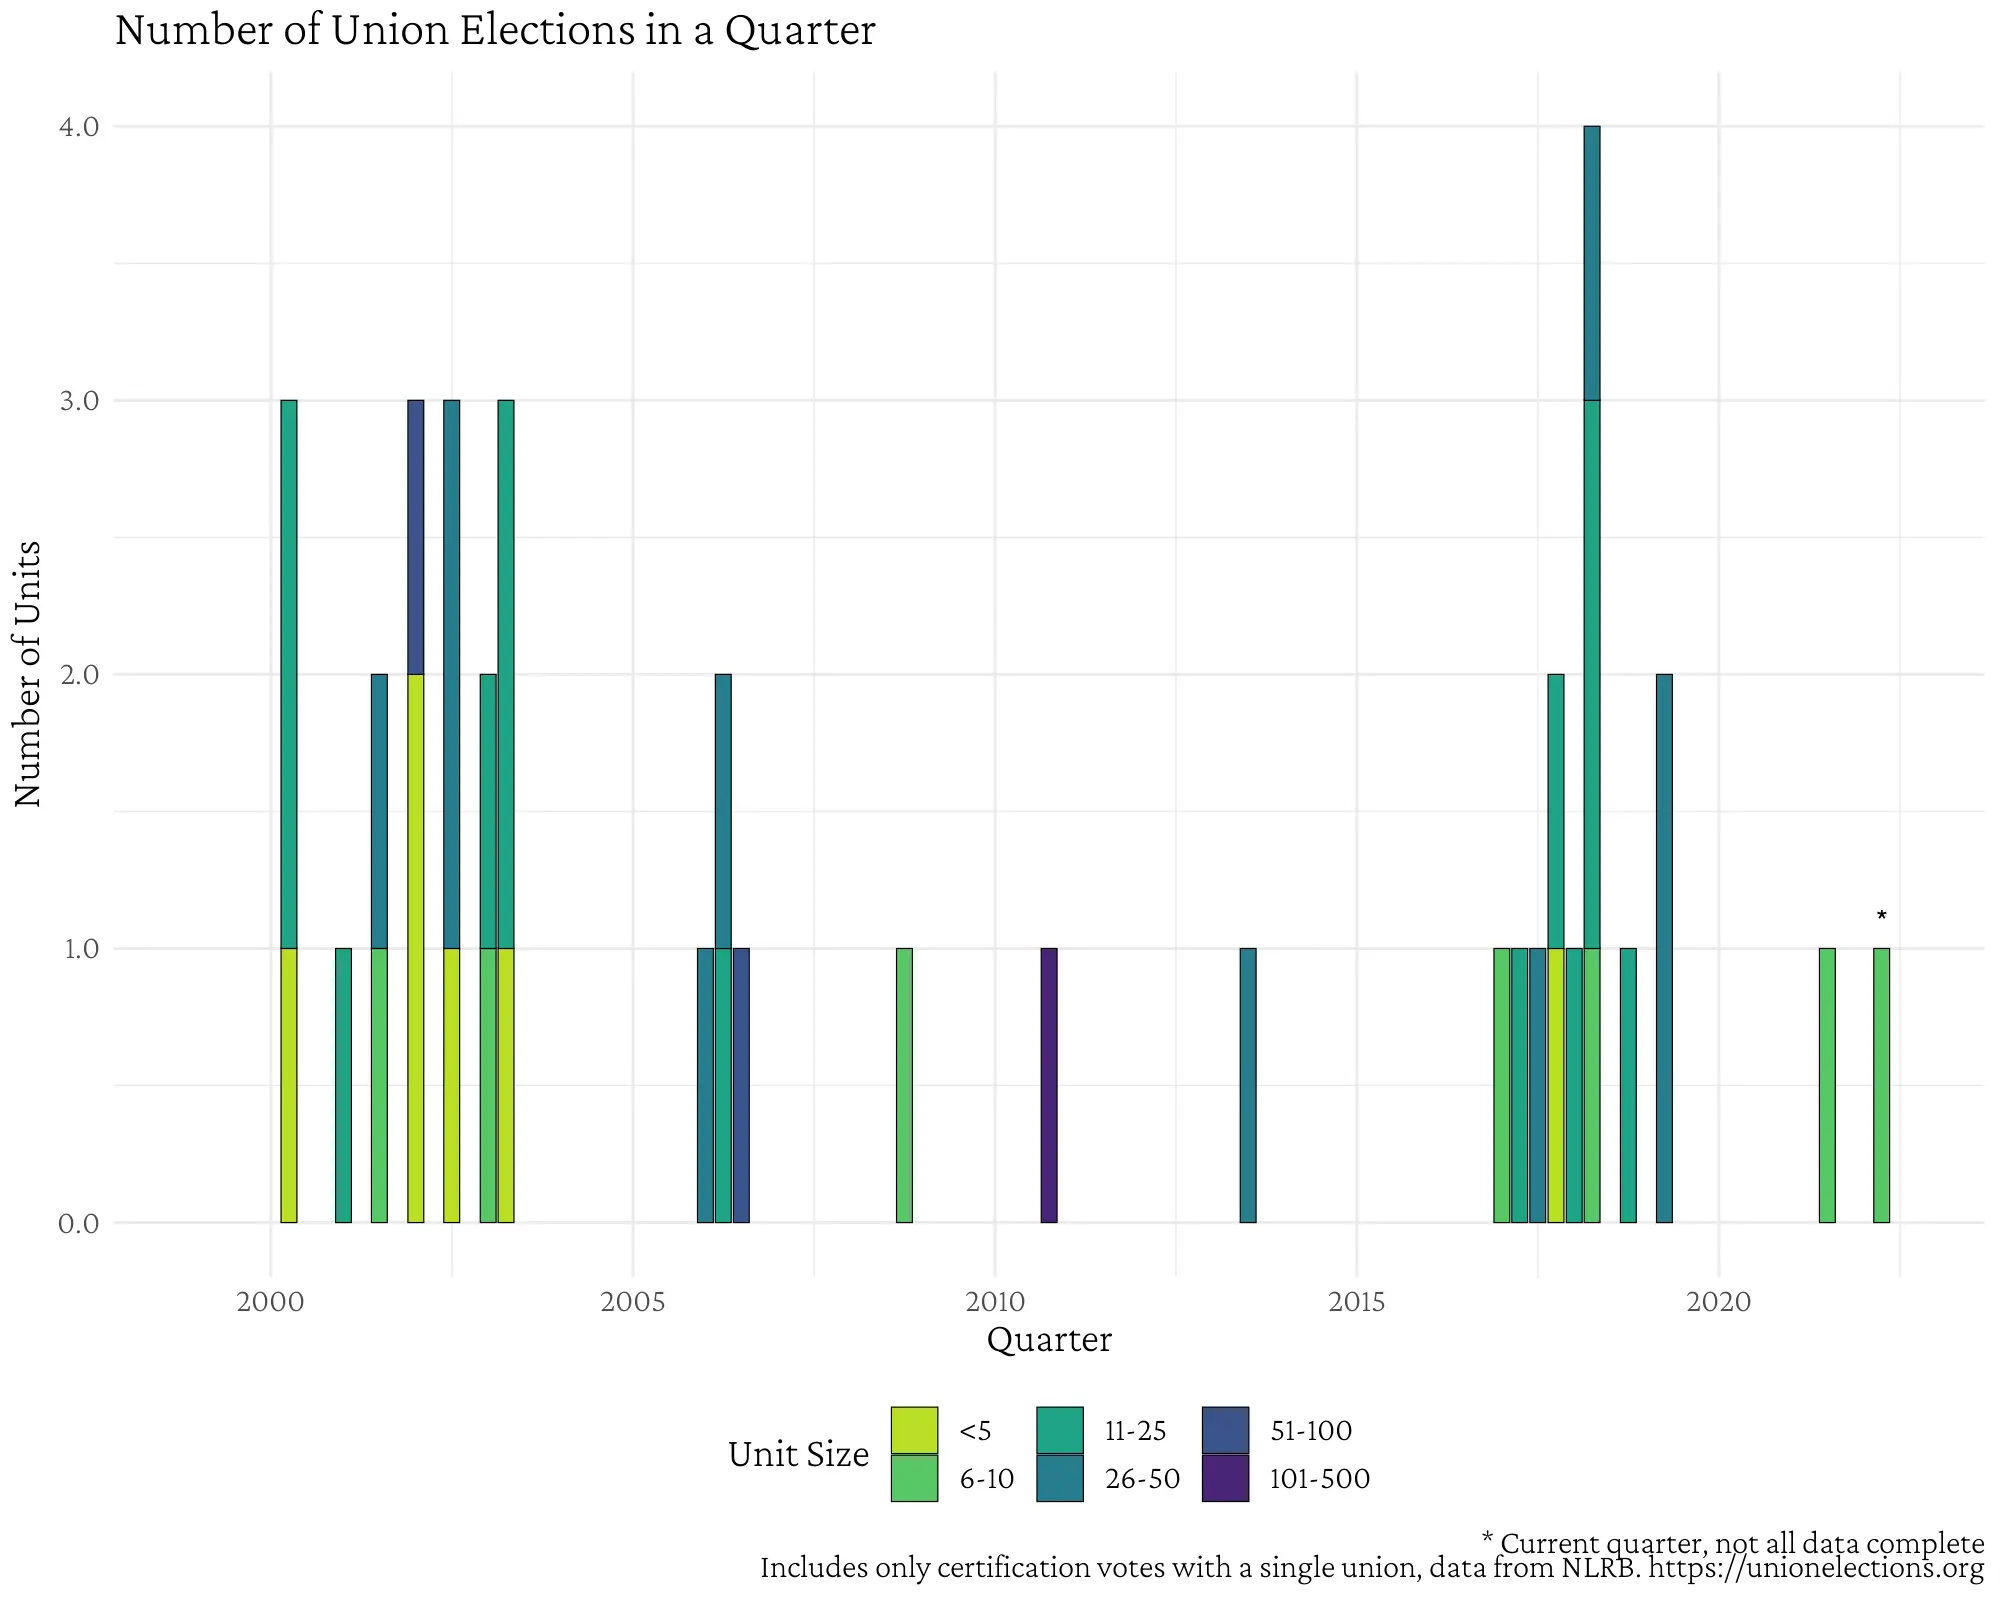 Number of Union Elections in a Quarter
Number of Units
4.0
3.0
2.0
1.0
0.0
*
2000 2005 2010 2015 2020
Quarter
Unit Size
<5 11-25 51-100
6-10 26-50 101-500
* Current quarter, not all data complete
Includes only certification votes with a single union, data from NLRB. https://unionelections.org